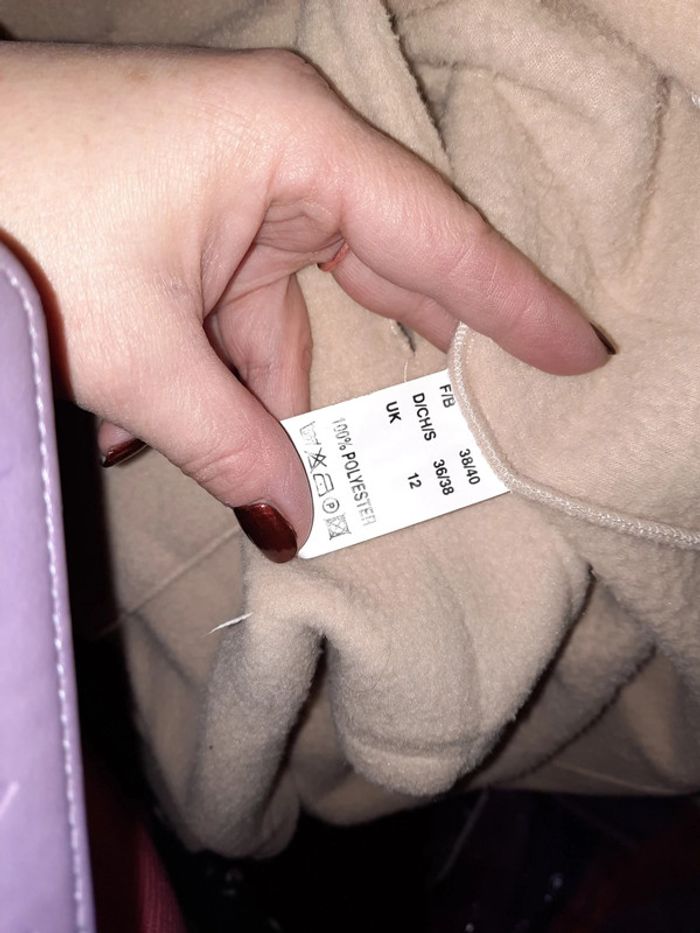 F/B 38/40
D/CH/S 36/38
UK 12
100% POLYESTER
P